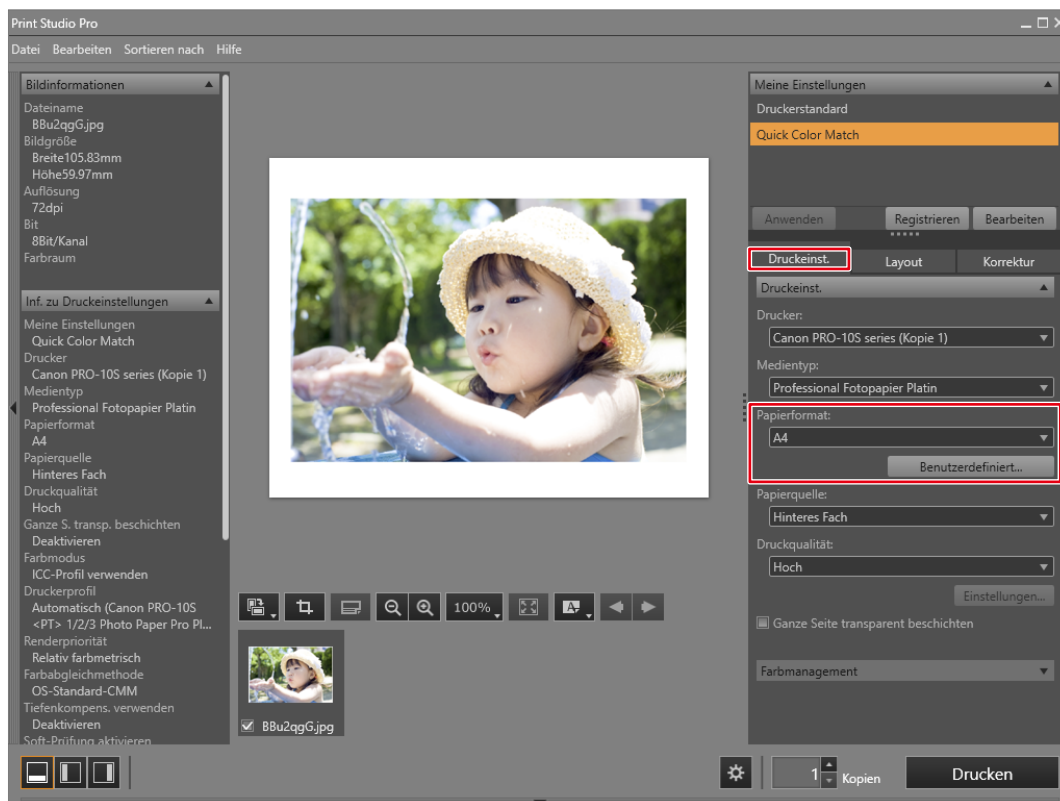 Print Studio Pro
Datei Bearbeiten Sortieren nach Hilfe
Bildinformationen
Dateiname
BBu2qgG.jpg
Bildgröße
Breite105.83mm
Höhe59.97mm
Auflösung
72dpi
Bit
8Bit/Kanal
Farbraum
Inf. zu Druckeinstellungen
Meine Einstellungen
Quick Color Match
Drucker
Canon PRO-10S series (Kopie 1)
Medientyp
Professional Fotopapier Platin
Papierformat
A4
Papierquelle
Hinteres Fach
Druckqualität
Hoch
Ganze S. transp. beschichten
Deaktivieren
Farbmodus
ICC-Profil verwenden
Druckerprofil
Automatisch (Canon PRO-10S
<PT> 1/2/3 Photo Paper Pro Pl...
Renderpriorität
Relativ farbmetrisch
Farbabgleichmethode
OS-Standard-CMM
Tiefenkompens. verwenden
Deaktivieren
Soft-Prüfung aktivieren
100%
BBu2qgG.jpg
Meine Einstellungen
Druckerstandard
Quick Color Match
Anwenden Registrieren Bearbeiten
Druckeinst. Layout Korrektur
Druckeinst.
Drucker:
Canon PRO-10S series (Kopie 1)
Medientyp:
Professional Fotopapier Platin
Papierformat:
A4
Benutzerdefiniert...
Papierquelle:
Hinteres Fach
Druckqualität:
Hoch
Einstellungen...
Ganze Seite transparent beschichten
Farbmanagement
1 Kopien Drucken